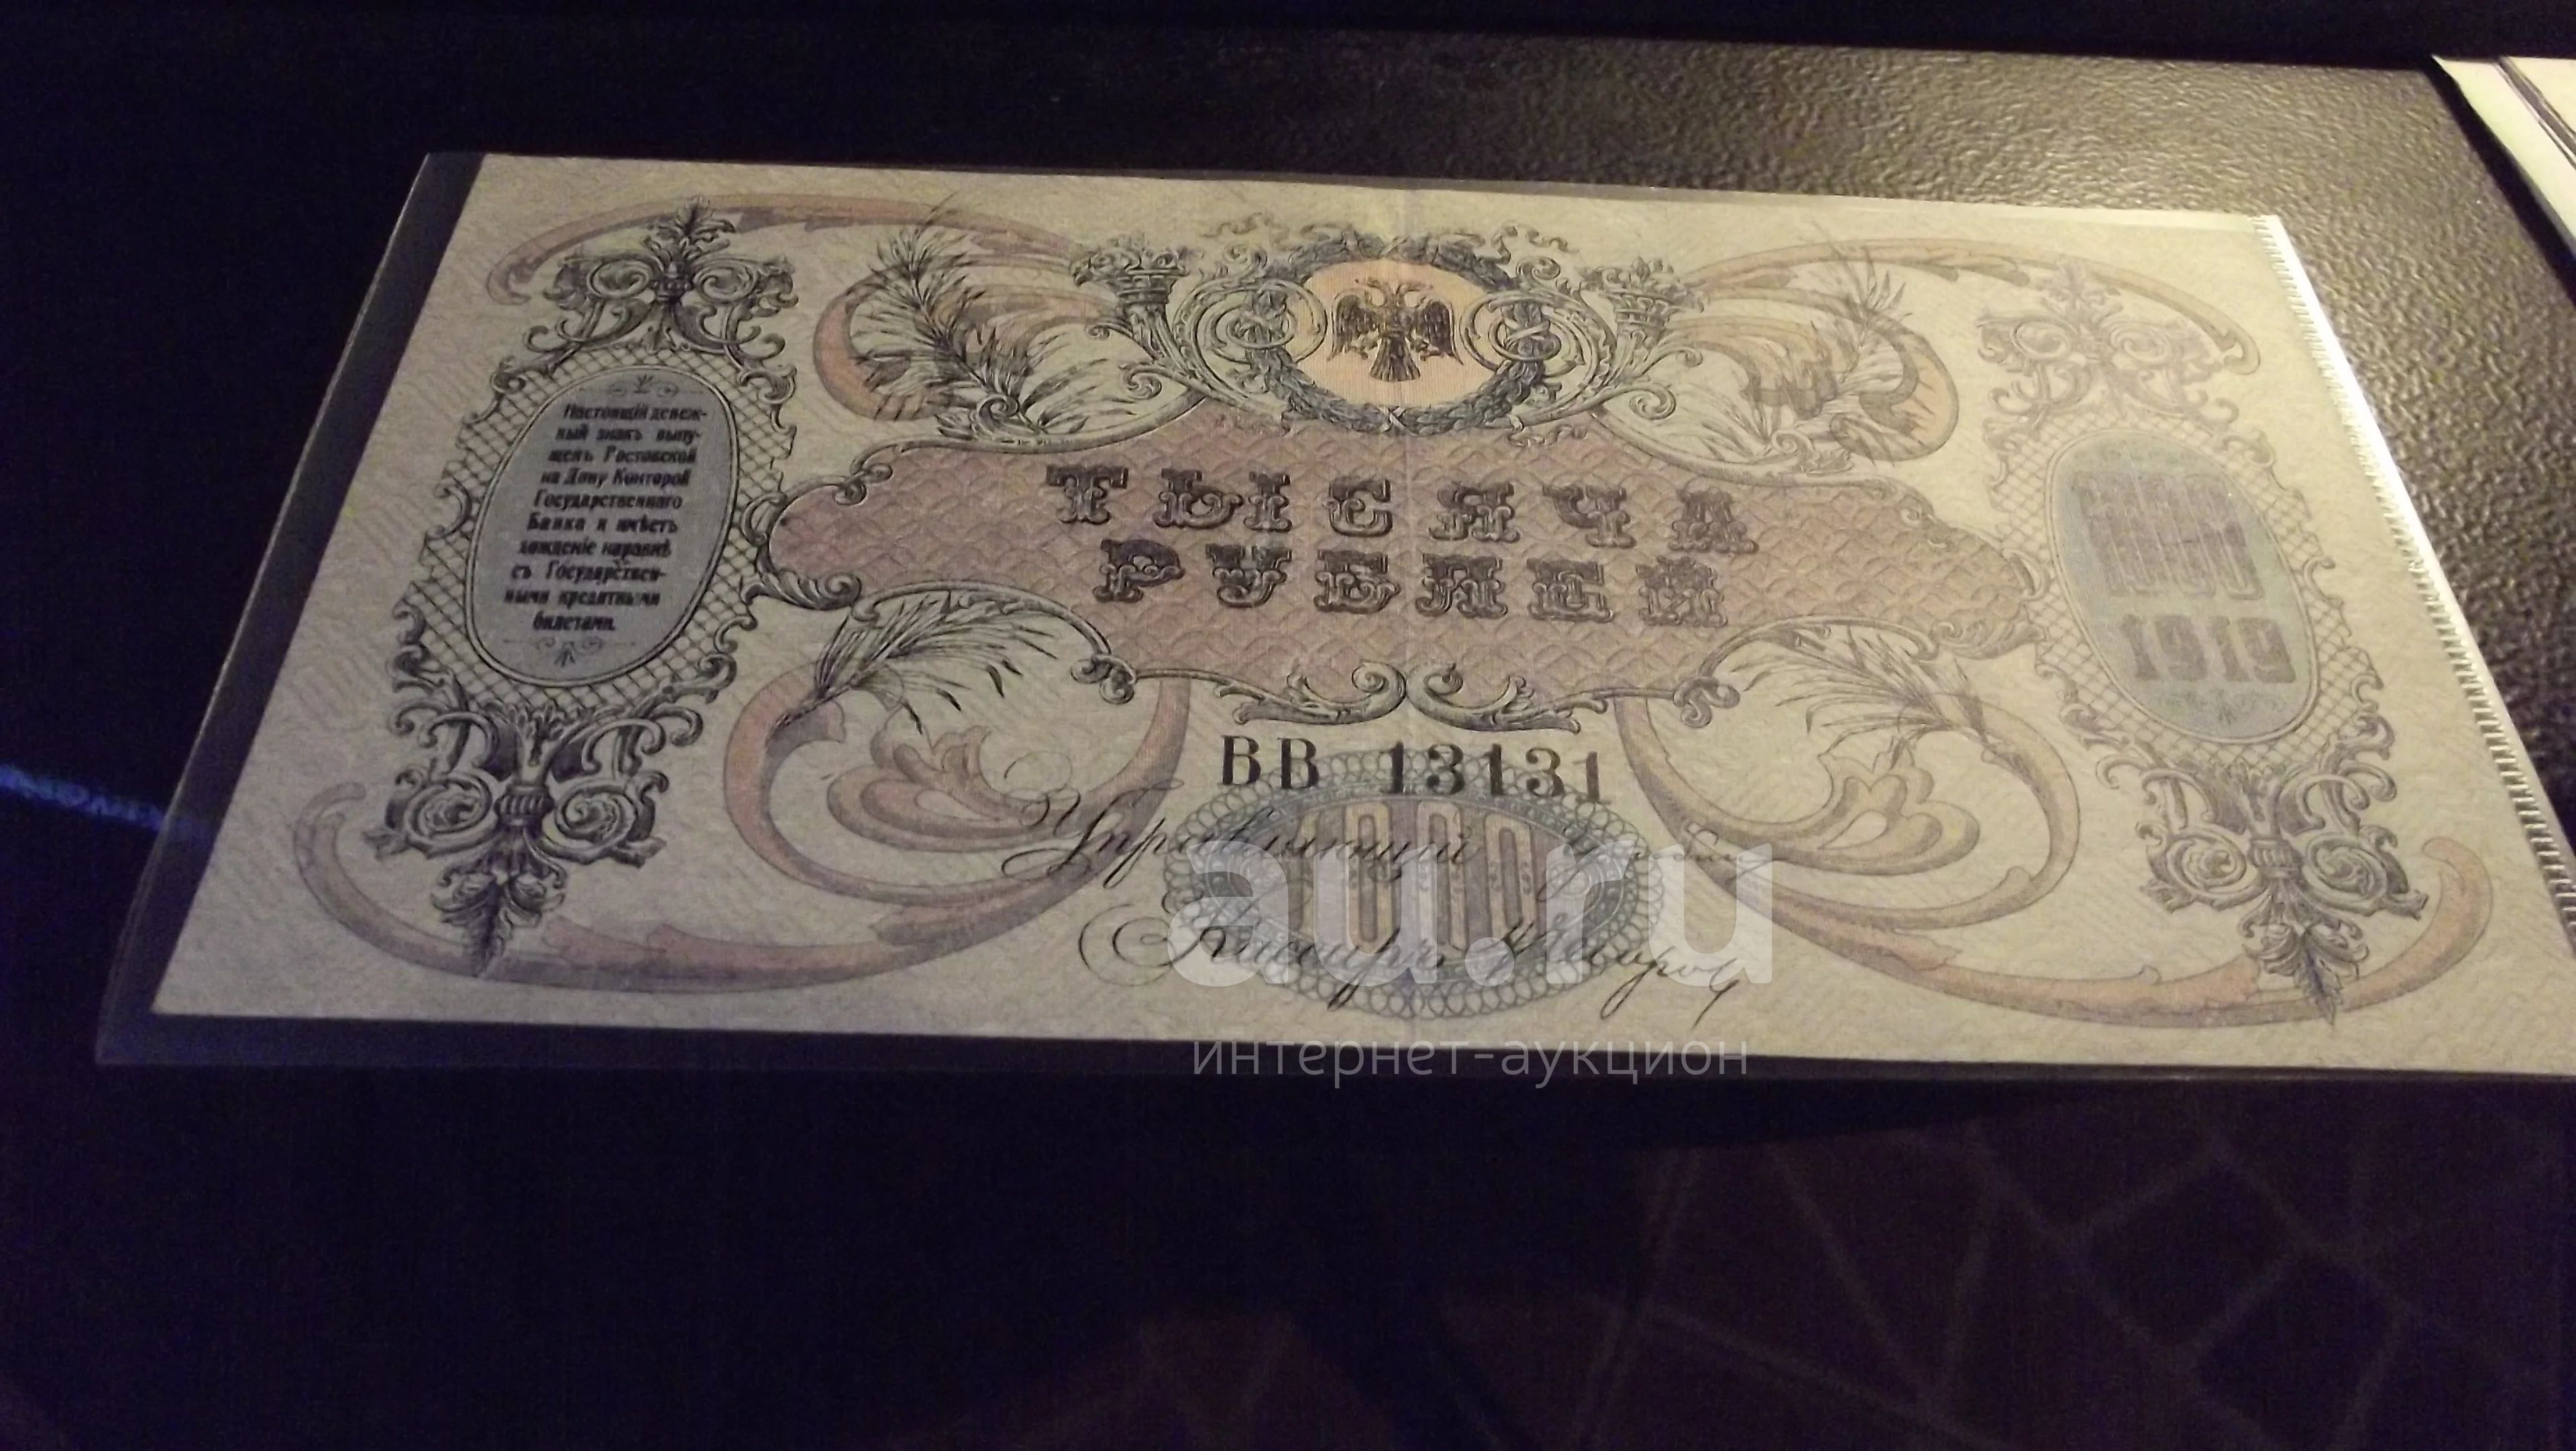 Настоящій денеж-
ный знакъ выпу-
щенъ Ростовской
на Дону Конторой
Государственнаго
Банка и имѣетъ
хожденіе наравнѣ
съ Государствен-
ными кредитными
билетами.
ТЫСЯЧА
РУБЛЕЙ
1919
ВВ 13131
1000
Управляющій
Кассиръ
au.ru
интернет-аукцион